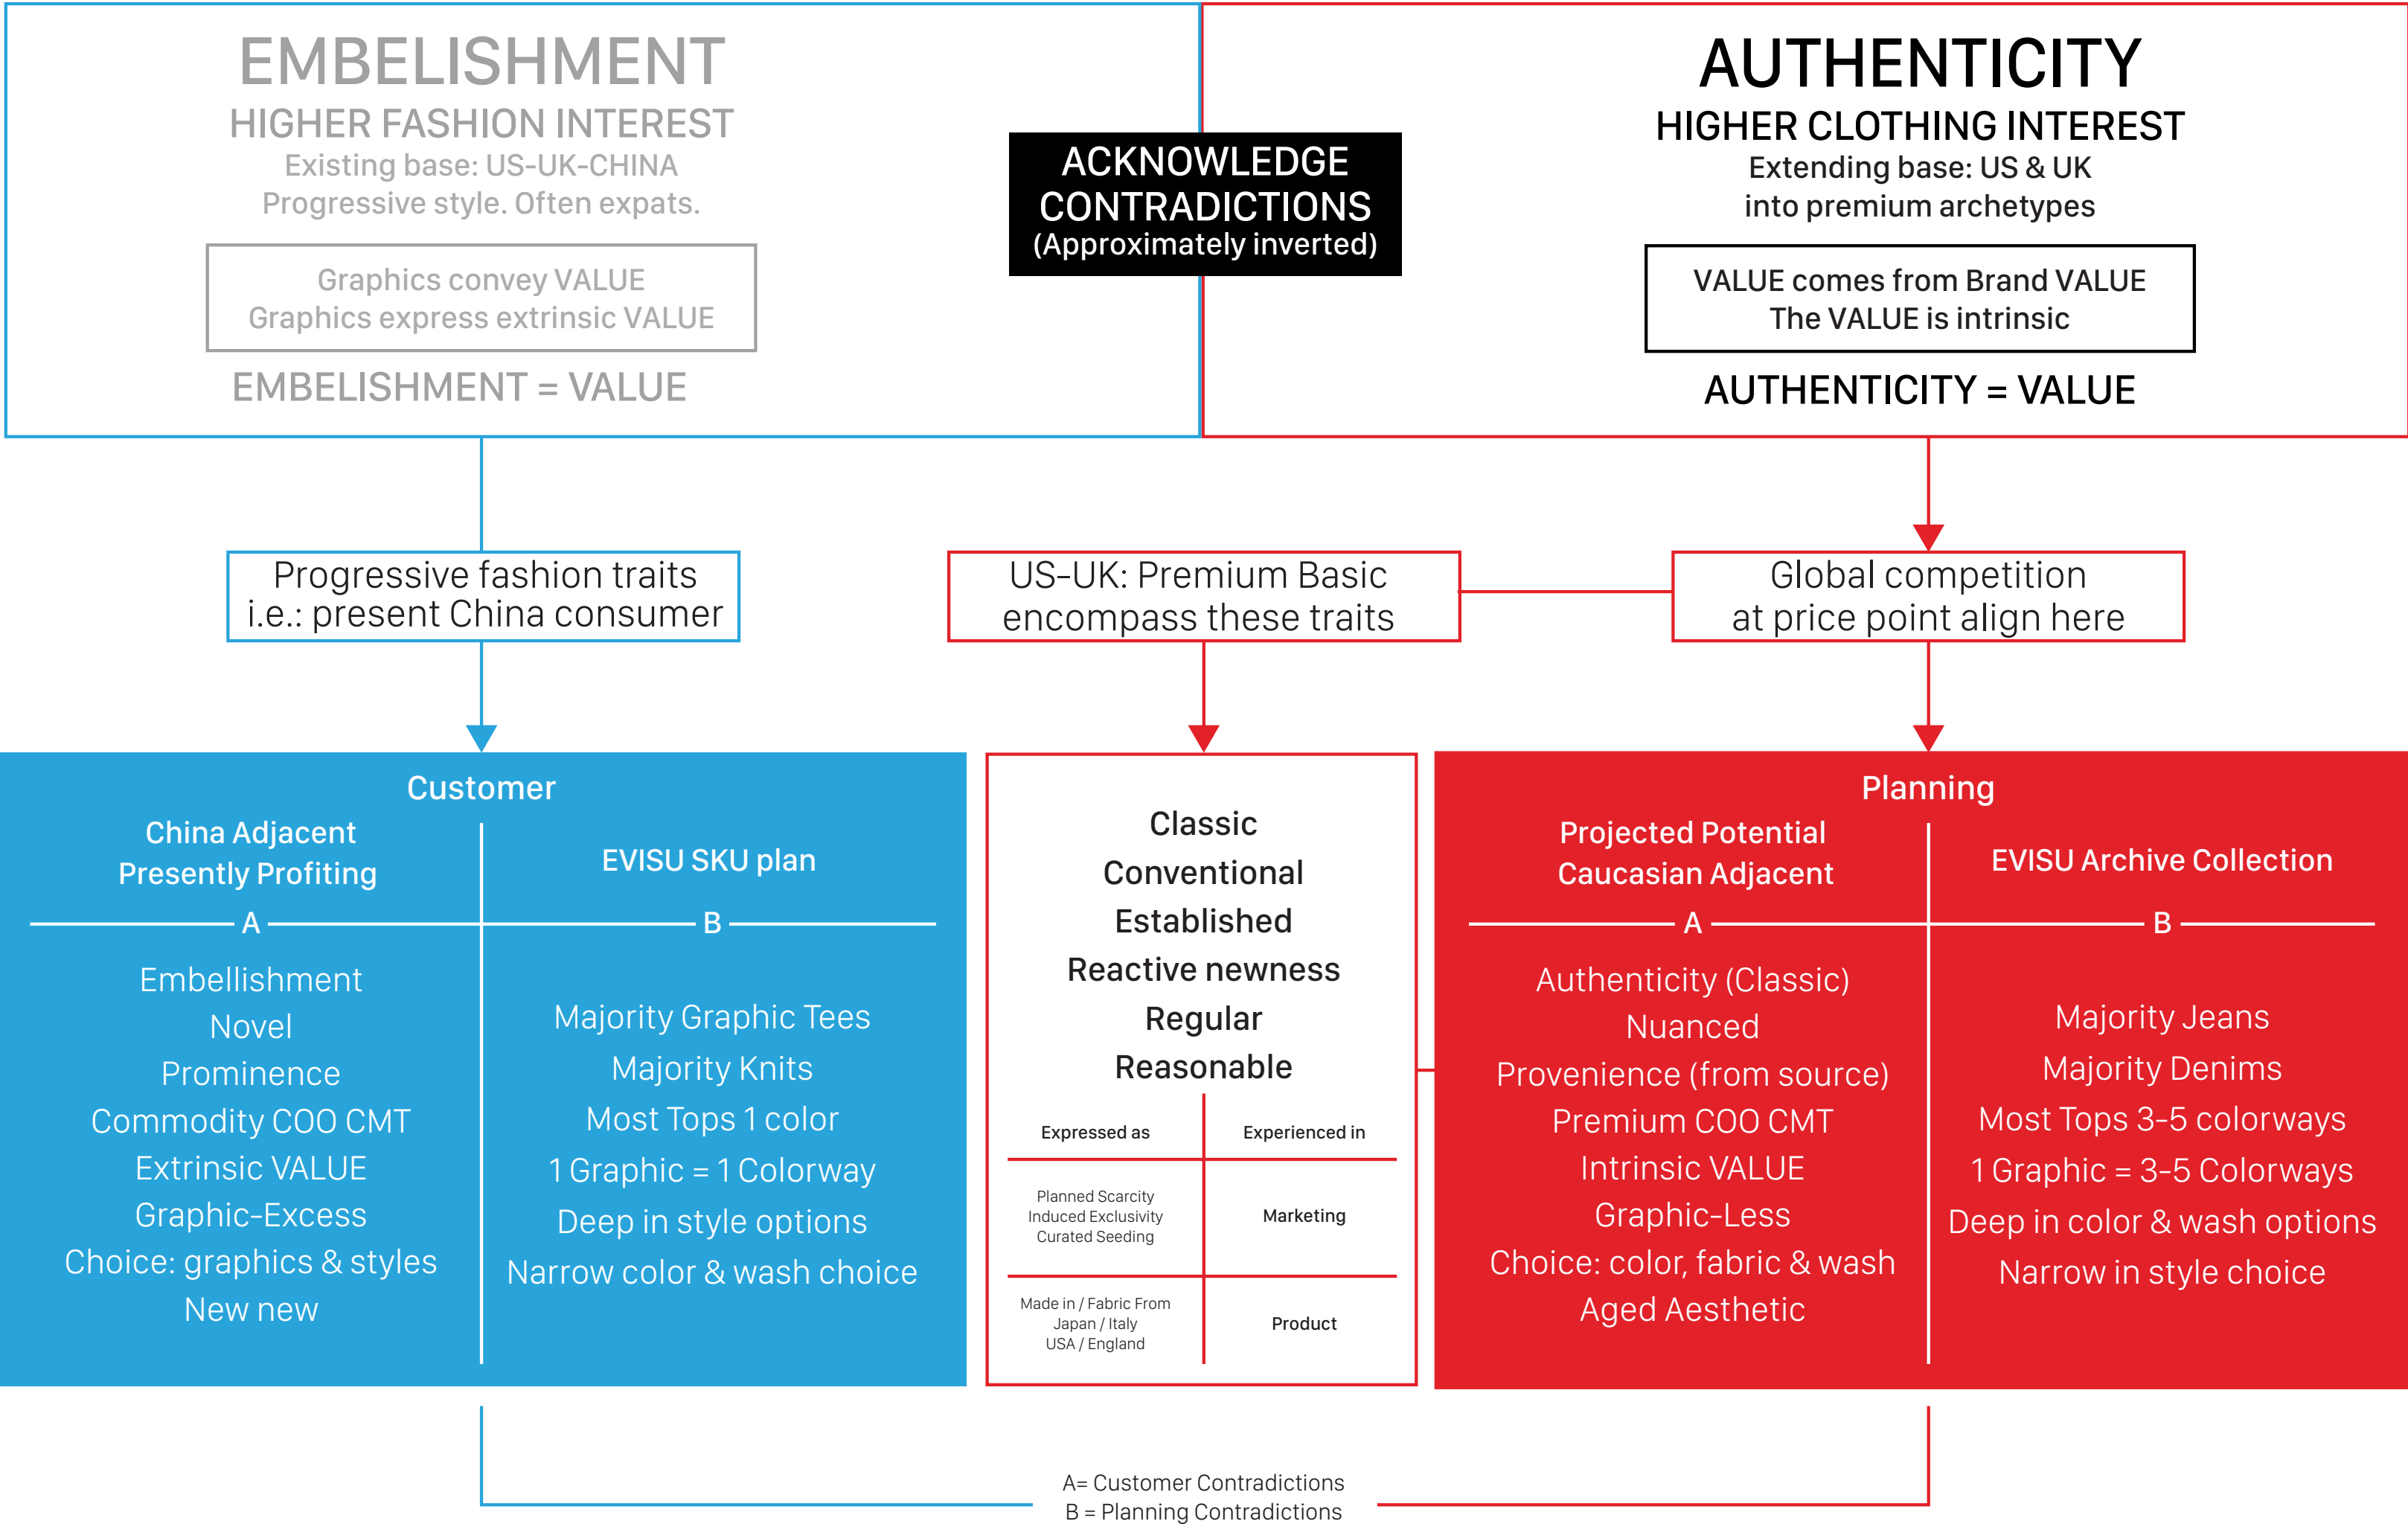 EMBELISHMENT
HIGHER FASHION INTEREST
Existing base: US-UK-CHINA
Progressive style. Often expats.
Graphics convey VALUE
Graphics express extrinsic VALUE
EMBELISHMENT = VALUE
ACKNOWLEDGE
CONTRADICTIONS
(Approximately inverted)
AUTHENTICITY
HIGHER CLOTHING INTEREST
Extending base: US & UK
into premium archetypes
VALUE comes from Brand VALUE
The VALUE is intrinsic
AUTHENTICITY = VALUE
Progressive fashion traits
i.e.: present China consumer
US-UK: Premium Basic
encompass these traits
Global competition
at price point align here
Customer
China Adjacent
Presently Profiting
A
Embellishment
Novel
Prominence
Commodity COO CMT
Extrinsic VALUE
Graphic-Excess
Choice: graphics & styles
New new
EVISU SKU plan
B
Majority Graphic Tees
Majority Knits
Most Tops 1 color
1 Graphic = 1 Colorway
Deep in style options
Narrow color & wash choice
Classic
Conventional
Established
Reactive newness
Regular
Reasonable
Expressed as
Experienced in
Planned Scarcity
Induced Exclusivity
Curated Seeding
Marketing
Made in / Fabric From
Japan / Italy
USA / England
Product
Planning
Projected Potential
Caucasian Adjacent
A
Authenticity (Classic)
Nuanced
Provenience (from source)
Premium COO CMT
Intrinsic VALUE
Graphic-Less
Choice: color, fabric & wash
Aged Aesthetic
EVISU Archive Collection
B
Majority Jeans
Majority Denims
Most Tops 3-5 colorways
1 Graphic = 3-5 Colorways
Deep in color & wash options
Narrow in style choice
A= Customer Contradictions
B = Planning Contradictions